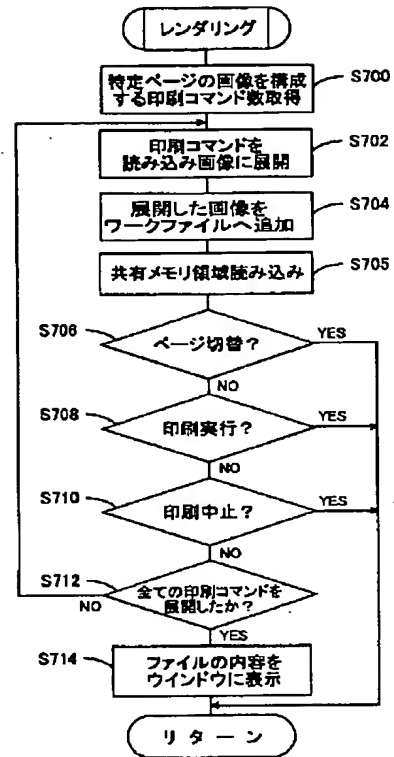 レンダリング
特定ページの画像を構成
する印刷コマンド数取得
S700
印刷コマンドを
読み込み画像に展開
S702
展開した画像を
ワークファイルへ追加
S704
共有メモリ領域読み込み
S705
S706
ページ切替？
YES
NO
S708
印刷実行？
YES
NO
S710
印刷中止？
YES
NO
S712
全ての印刷コマンドを
展開したか？
NO
YES
S714
ファイルの内容を
ウインドウに表示
リターン